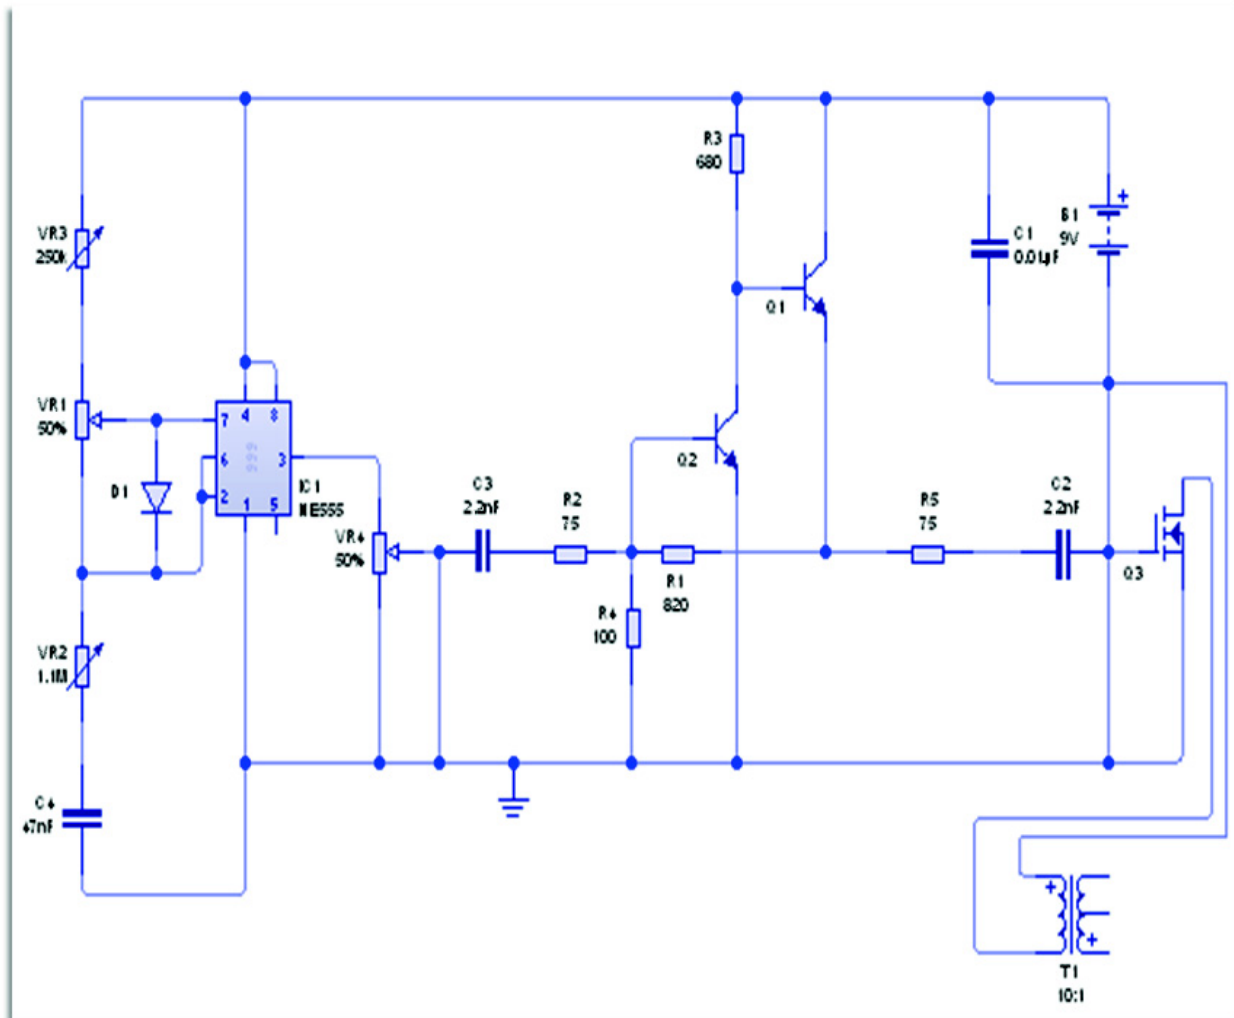 R3
680
VR3
250k
C1
0.01µF
B1
9V
+
Q1
VR1
50%
7
4
8
6
3
2
1
5
IC1
NE555
D1
Q2
VR4
50%
C3
2.2nF
R2
75
R1
820
R4
100
R5
75
C2
2.2nF
Q3
VR2
1.1M
C4
47nF
+
+
T1
10:1